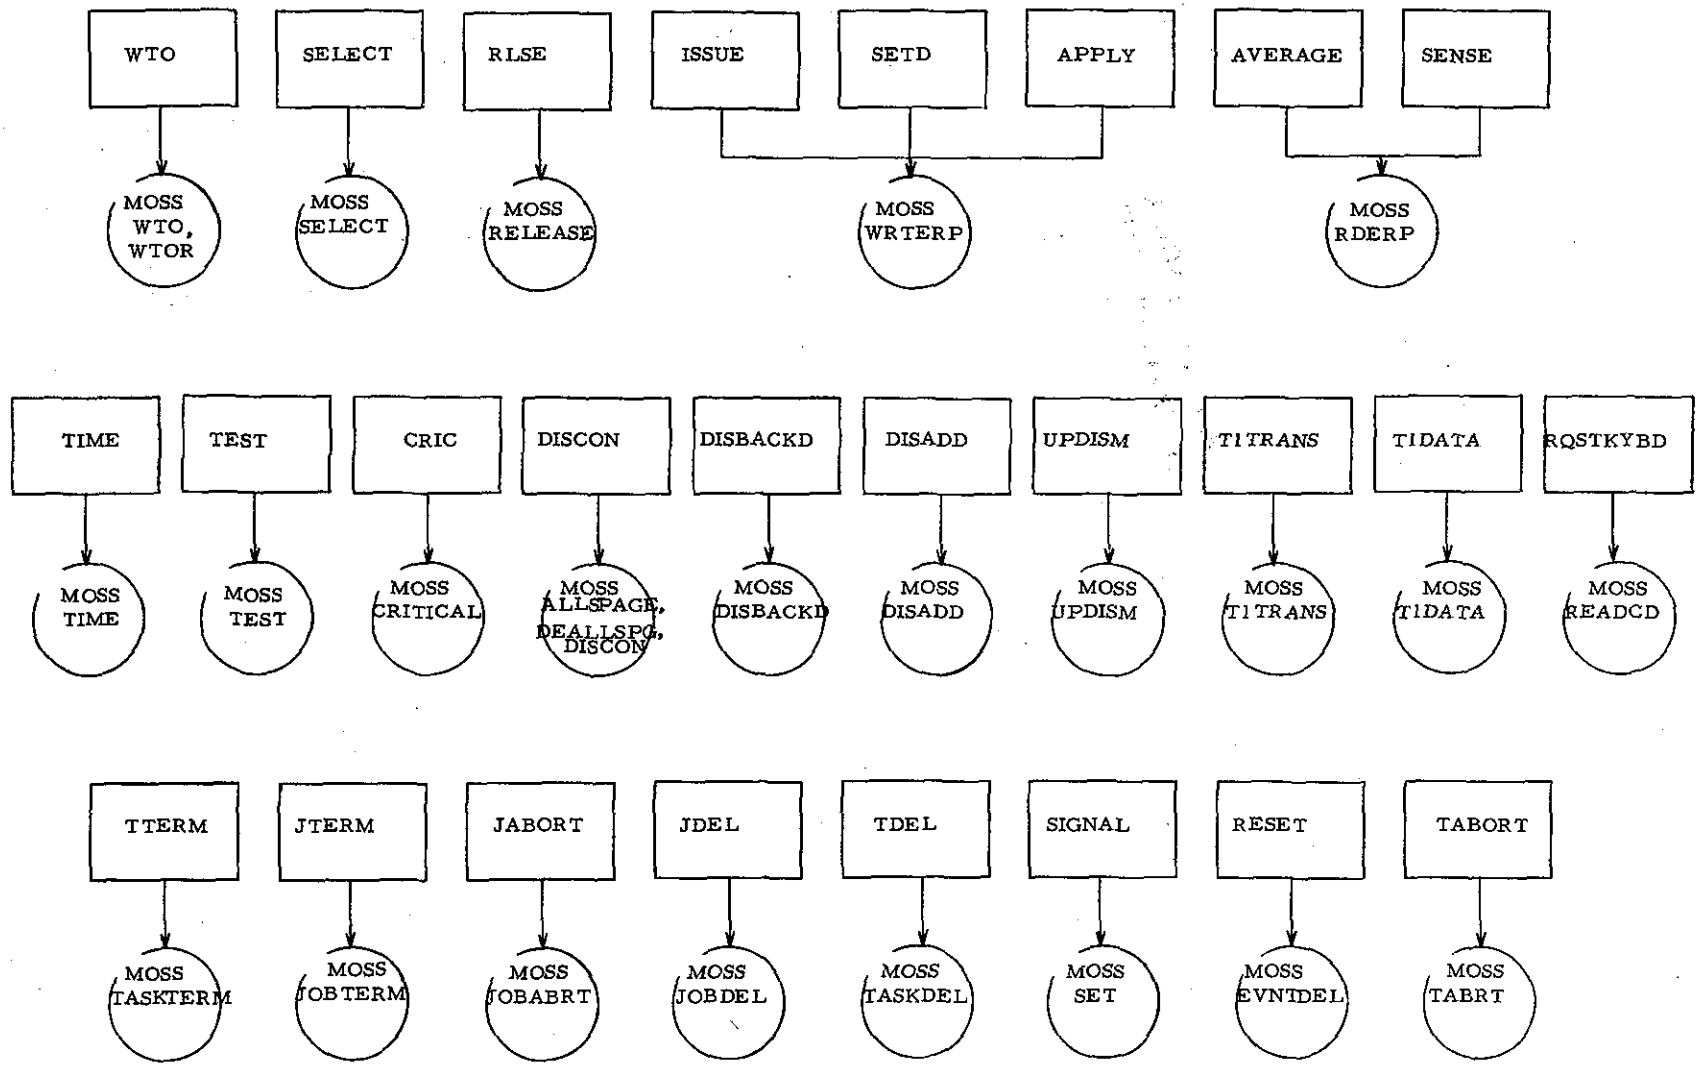 WTO
SELECT
RLSE
ISSUE
SETD
APPLY
AVERAGE
SENSE
MOSS
WTO,
WTOR
MOSS
SELECT
MOSS
RELEASE
MOSS
WRTERP
MOSS
RDERP
TIME
TEST
CRIC
DISCON
DISBACKD
DISADD
UPDISM
T1TRANS
T1DATA
RQSTKYBD
MOSS
TIME
MOSS
TEST
MOSS
CRITICAL
MOSS
ALLSPAGE,
DEALLSPG,
DISCON
MOSS
DISBACKD
MOSS
DISADD
MOSS
UPDISM
MOSS
T1TRANS
MOSS
T1DATA
MOSS
READCD
TTERM
JTERM
JABORT
JDEL
TDEL
SIGNAL
RESET
TABORT
MOSS
TASKTERM
MOSS
JOBTERM
MOSS
JOBABRT
MOSS
JOBDEL
MOSS
TASKDEL
MOSS
SET
MOSS
EVNTDEL
MOSS
TABRT